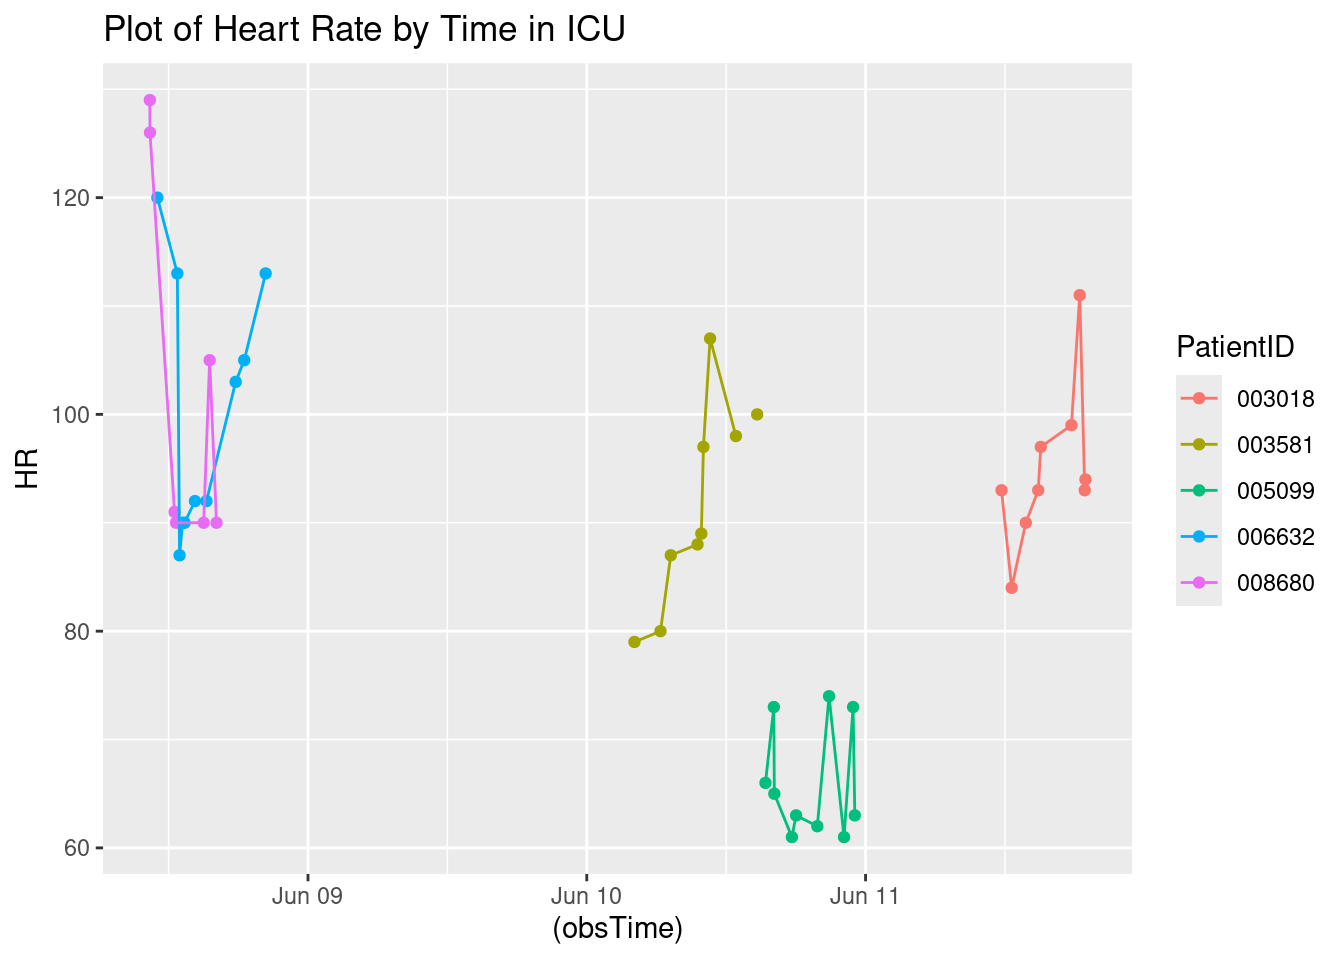 Plot of Heart Rate by Time in ICU
120
100
80
60
HR
Jun 09
Jun 10
Jun 11
(obsTime)
PatientID
003018
003581
005099
006632
008680